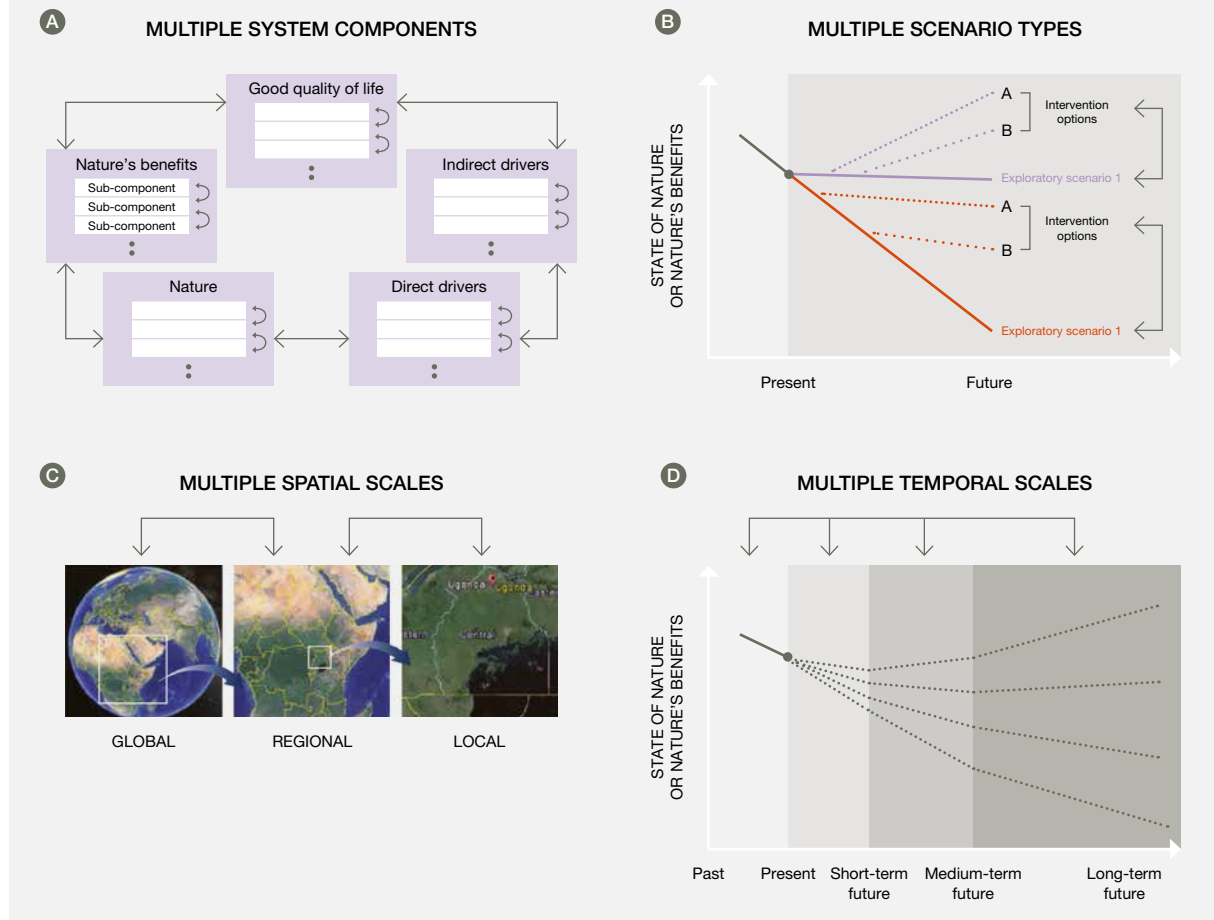 A
MULTIPLE SYSTEM COMPONENTS
Good quality of life
Nature's benefits
Sub-component
Sub-component
Sub-component
Indirect drivers
Nature
Direct drivers
B
MULTIPLE SCENARIO TYPES
STATE OF NATURE
OR NATURE'S BENEFITS
A
B
Intervention
options
Exploratory scenario 1
A
B
Intervention
options
Exploratory scenario 1
Present
Future
C
MULTIPLE SPATIAL SCALES
Uganda
Uganda
Central
GLOBAL
REGIONAL
LOCAL
D
MULTIPLE TEMPORAL SCALES
STATE OF NATURE
OR NATURE'S BENEFITS
Past
Present
Short-term
future
Medium-term
future
Long-term
future